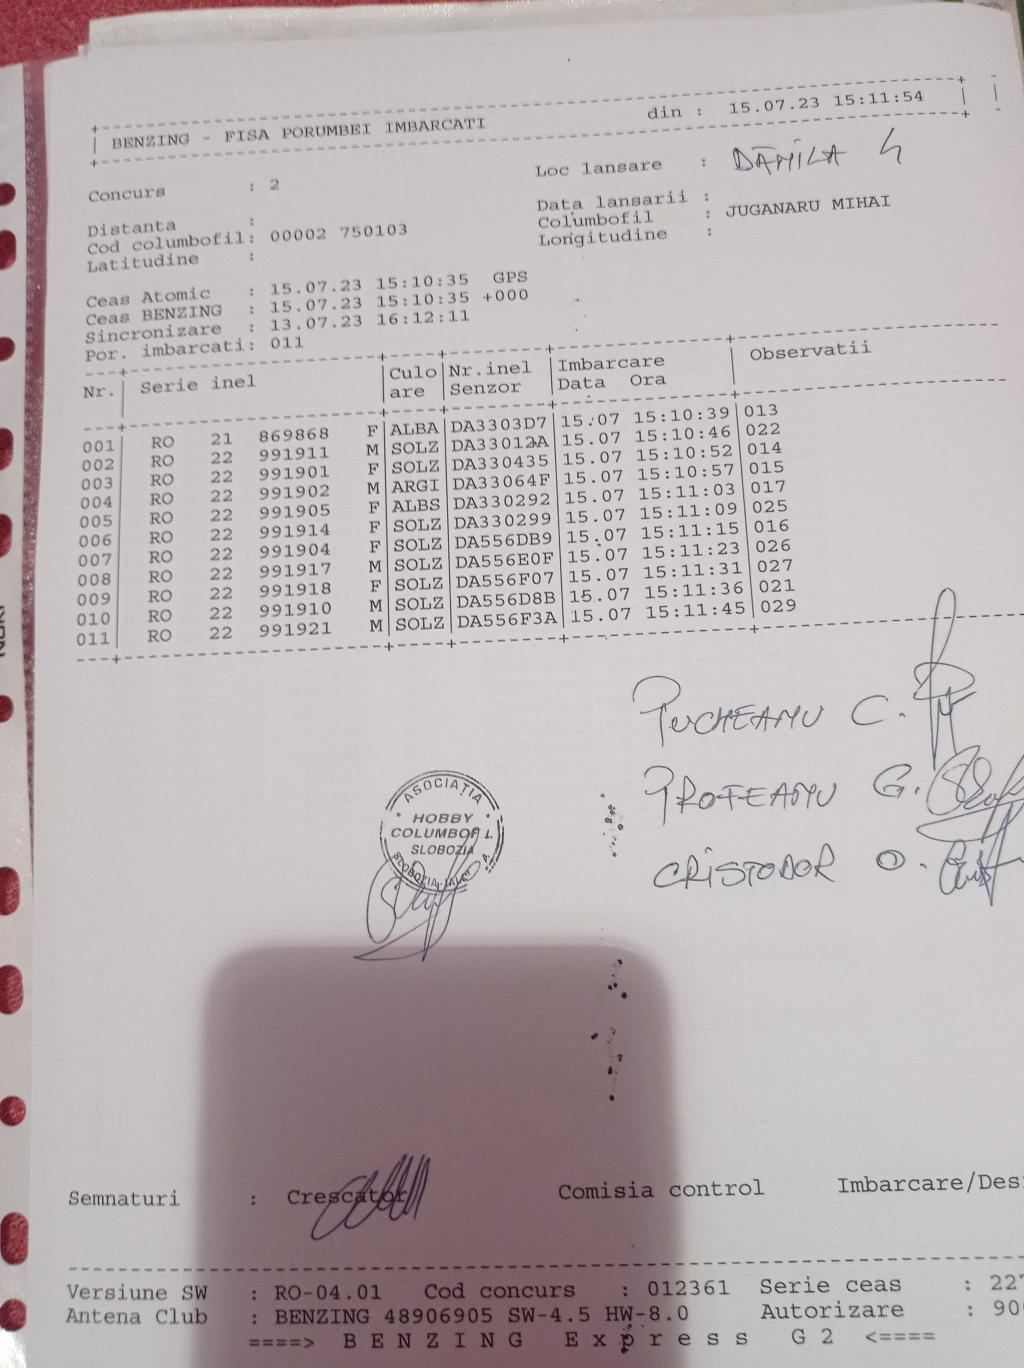 BENZING - FISA PORUMBEI IMBARCATI din : 15.07.23 15:11:54
Concurs : 2 Loc lansare : DĂMILA 4
Distanta : Data lansarii :
Cod columbofil: 00002 750103 Columbofil : JUGANARU MIHAI
Latitudine : Longitudine :
Ceas Atomic : 15.07.23 15:10:35 GPS
Ceas BENZING : 15.07.23 15:10:35 +000
Sincronizare : 13.07.23 16:12:11
Por. imbarcati: 011
Nr. Serie inel Culo Nr.inel Imbarcare Observatii
are Senzor Data Ora
001 RO 21 869868 F ALBA DA3303D7 15.07 15:10:39 013
002 RO 22 991911 M SOLZ DA33012A 15.07 15:10:46 022
003 RO 22 991901 F SOLZ DA330435 15.07 15:10:52 014
004 RO 22 991902 M ARGI DA33064F 15.07 15:10:57 015
005 RO 22 991905 F ALBS DA330292 15.07 15:11:03 017
006 RO 22 991914 F SOLZ DA330299 15.07 15:11:09 025
007 RO 22 991904 F SOLZ DA556DB9 15.07 15:11:15 016
008 RO 22 991917 M SOLZ DA556E0F 15.07 15:11:23 026
009 RO 22 991918 F SOLZ DA556F07 15.07 15:11:31 027
010 RO 22 991910 M SOLZ DA556D8B 15.07 15:11:36 021
011 RO 22 991921 M SOLZ DA556F3A 15.07 15:11:45 029
PUCHEANU C.
PROFEANU G.
CRISTODOR O.
ASOCIAȚIA
HOBBY
COLUMBOFIL
SLOBOZIA
SLOBOZIA
Semnaturi : Crescator Comisia control Imbarcare/Des
Versiune SW : RO-04.01 Cod concurs : 012361 Serie ceas : 227
Antena Club : BENZING 48906905 SW-4.5 HW-8.0 Autorizare : 90
====> B E N Z I N G E x p r e s s G 2 <====